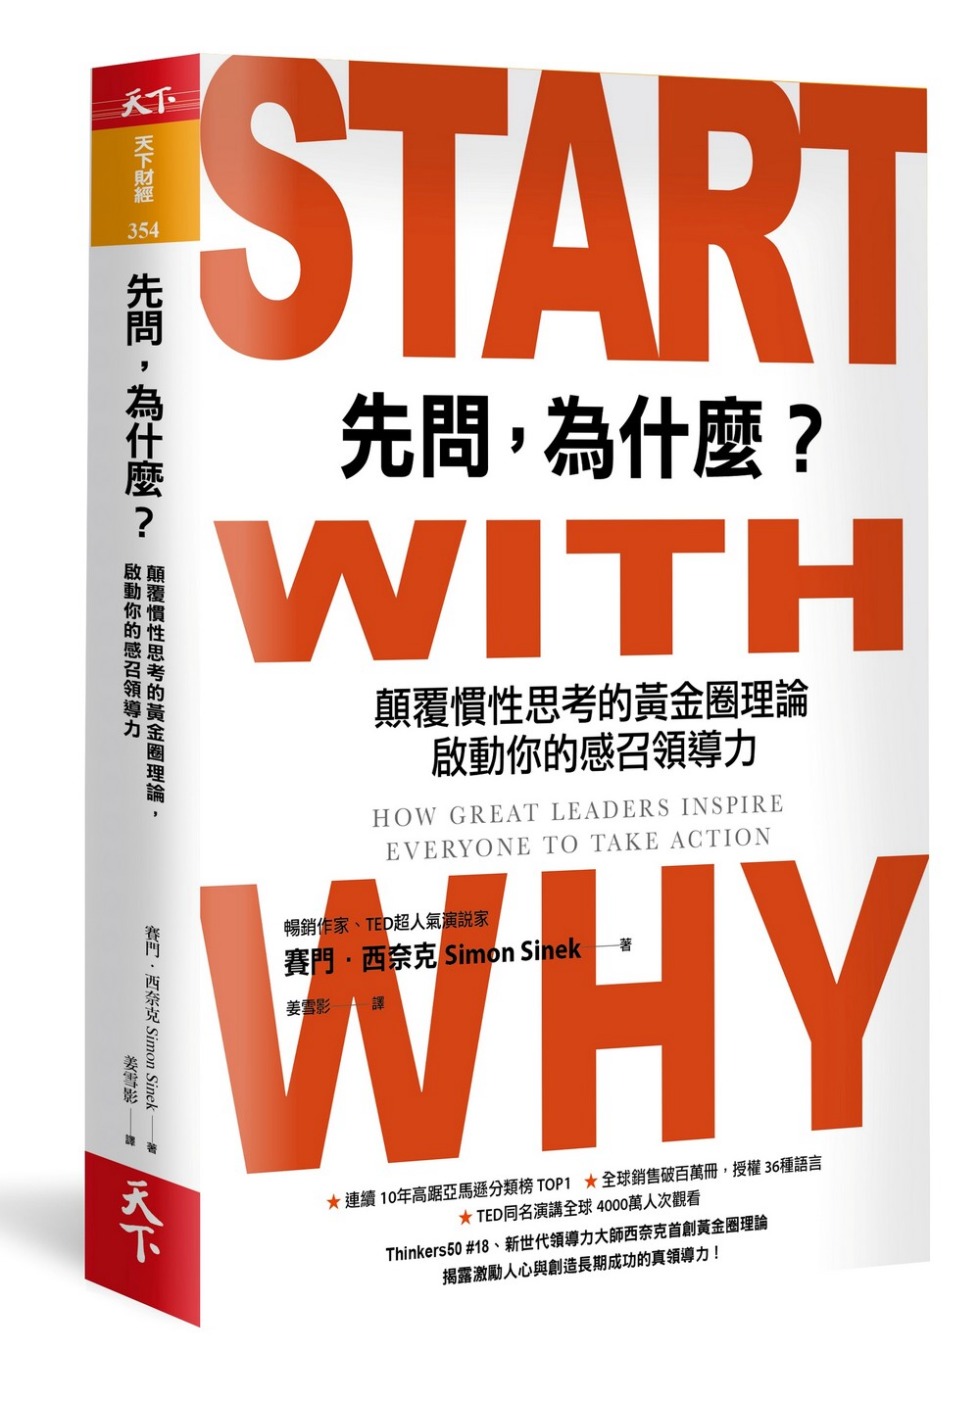 天下
天下財經
354
先問，為什麼？
顛覆慣性思考的黃金圈理論，
啟動你的感召領導力
賽門．西奈克 Simon Sinek——著
姜雪影——譯
天下
START
先問，為什麼？
WITH
顛覆慣性思考的黃金圈理論
啟動你的感召領導力
HOW GREAT LEADERS INSPIRE
EVERYONE TO TAKE ACTION
WHY
暢銷作家、TED超人氣演說家
賽門．西奈克 Simon Sinek——著
姜雪影——譯
★ 連續 10年高踞亞馬遜分類榜 TOP1 ★ 全球銷售破百萬冊，授權 36種語言
★ TED同名演講全球 4000萬人次觀看
Thinkers50 #18、新世代領導力大師西奈克首創黃金圈理論
揭露激勵人心與創造長期成功的真領導力！